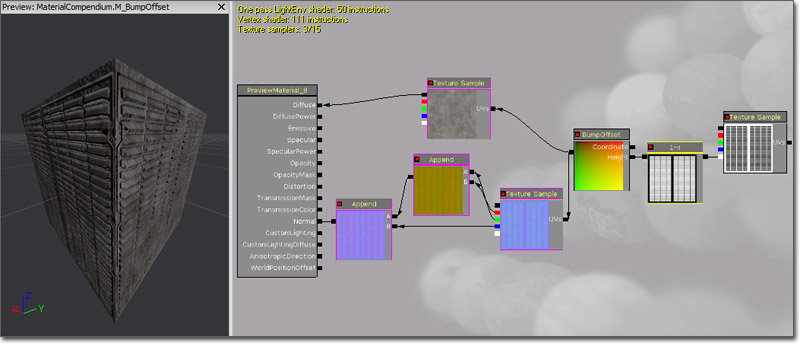 Preview: MaterialCompendium.M_BumpOffset
One pass LightEnv shader: 50 instructions
Vertex shader: 111 instructions
Texture samplers: 3/15
PreviewMaterial_8
Diffuse
DiffusePower
Emissive
Specular
SpecularPower
Opacity
OpacityMask
Distortion
TransmissionMask
TransmissionColor
Normal
CustomLighting
CustomLightingDiffuse
AnisotropicDirection
WorldPositionOffset
Texture Sample
UVs
Append
A
B
Append
A
B
Texture Sample
UVs
BumpOffset
Coordinate
Height
1-x
Texture Sample
UVs
Z
X
Y